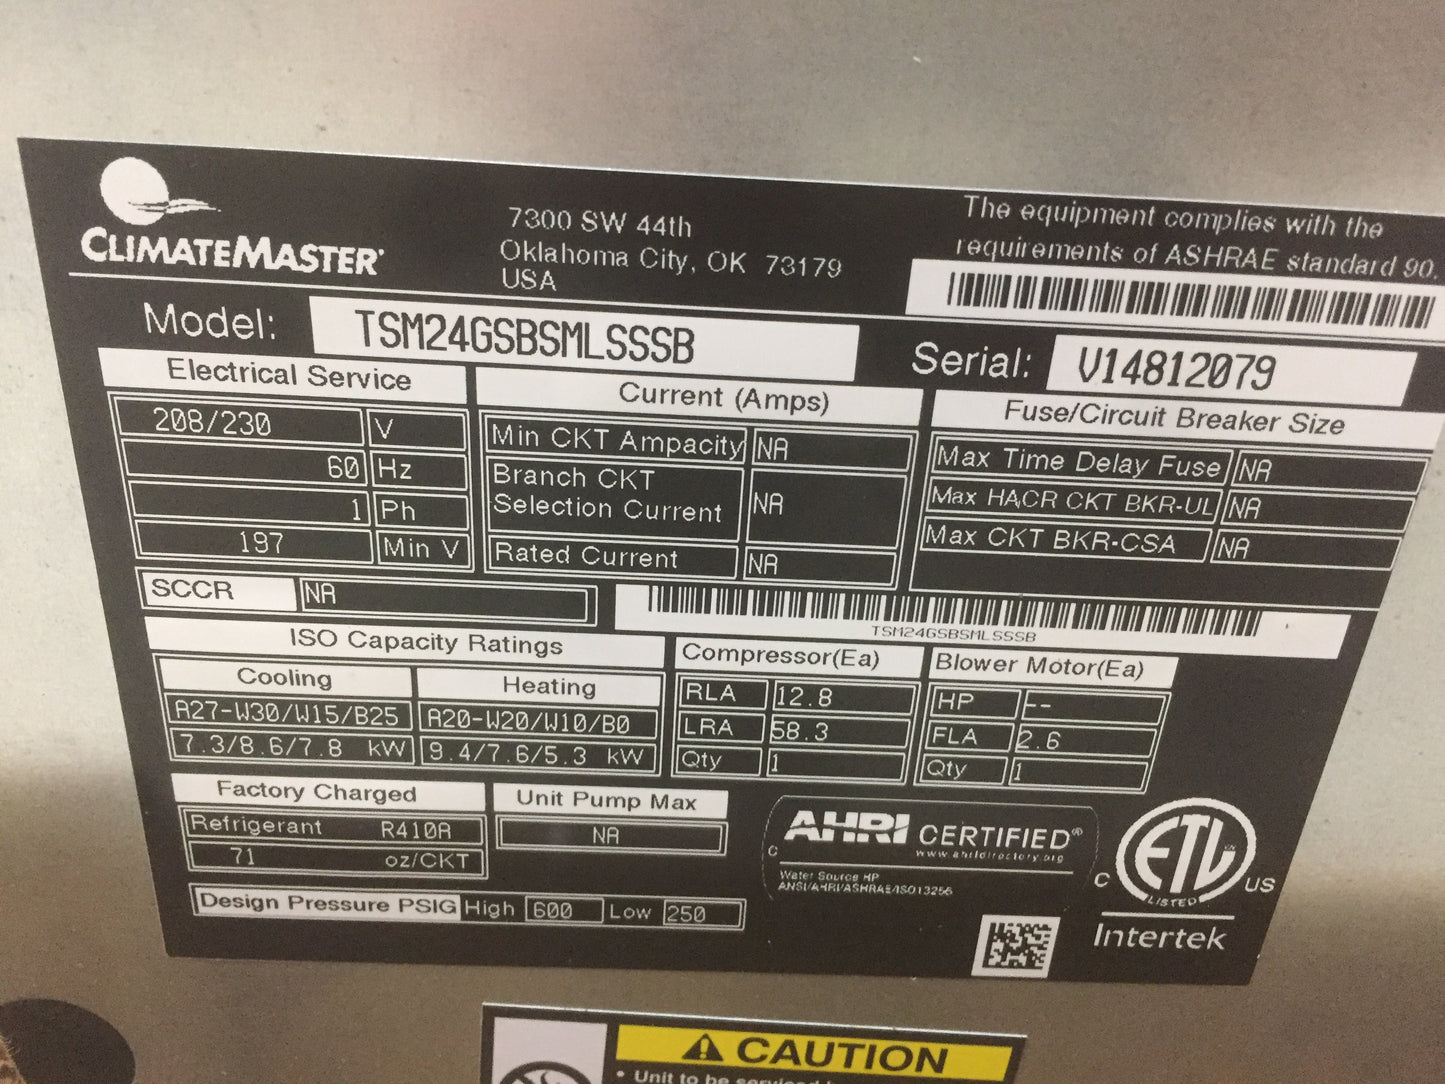 CLIMATEMASTER
7300 SW 44th
Oklahoma City, OK 73179
USA
The equipment complies with the
requirements of ASHRAE standard 90.
Model: TSM24GSBSMLSSSB
Serial: V14812079
Electrical Service
208/230 V
60 Hz
1 Ph
197 Min V
Current (Amps)
Min CKT Ampacity NA
Branch CKT
Selection Current NA
Rated Current NA
Fuse/Circuit Breaker Size
Max Time Delay Fuse NA
Max HACR CKT BKR-UL NA
Max CKT BKR-CSA NA
SCCR NA
TSM24GSBSMLSSSB
ISO Capacity Ratings
Cooling Heating
A27-W30/W15/B25 A20-W20/W10/B0
7.3/8.6/7.8 kW 9.4/7.6/5.3 kW
Compressor(Ea)
RLA 12.8
LRA 58.3
Qty 1
Blower Motor(Ea)
HP --
FLA 2.6
Qty 1
Factory Charged
Refrigerant R410A
71 oz/CKT
Unit Pump Max
NA
Design Pressure PSIG High 600 Low 250
AHRI CERTIFIED®
www.ahridirectory.org
Water Source HP
ANSI/AHRI/ASHRAE/ISO13256
C ETL US
LISTED
Intertek
CAUTION
• Unit to be serviced